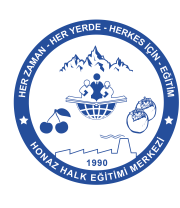 HER ZAMAN - HER YERDE - HERKES İÇİN - EĞİTİM
1990
HONAZ HALK EĞİTİMİ MERKEZİ